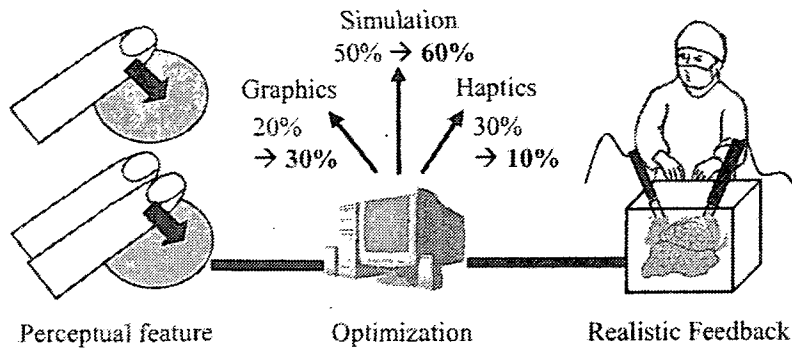 Simulation
50% → 60%
Graphics
20%
→ 30%
Haptics
30%
→ 10%
Perceptual feature
Optimization
Realistic Feedback